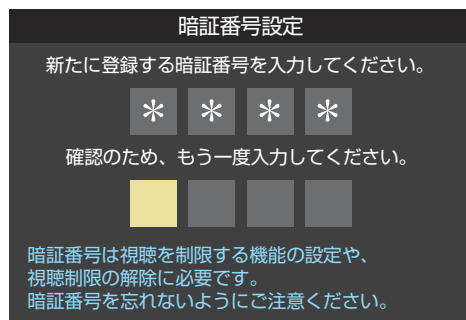 暗証番号設定
新たに登録する暗証番号を入力してください。
＊ ＊ ＊ ＊
確認のため、もう一度入力してください。
暗証番号は視聴を制限する機能の設定や、
視聴制限の解除に必要です。
暗証番号を忘れないようにご注意ください。